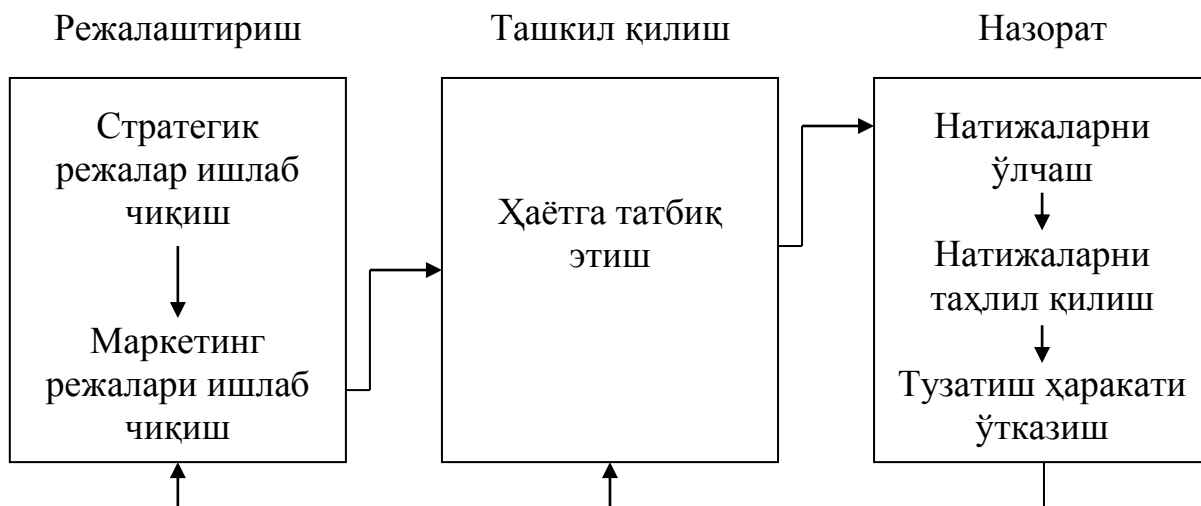 Режалаштириш
Ташкил қилиш
Назорат
Стратегик
режалар ишлаб
чиқиш
Маркетинг
режалари ишлаб
чиқиш
Ҳаётга татбиқ
этиш
Натижаларни
ўлчаш
Натижаларни
таҳлил қилиш
Тузатиш ҳаракати
ўтказиш